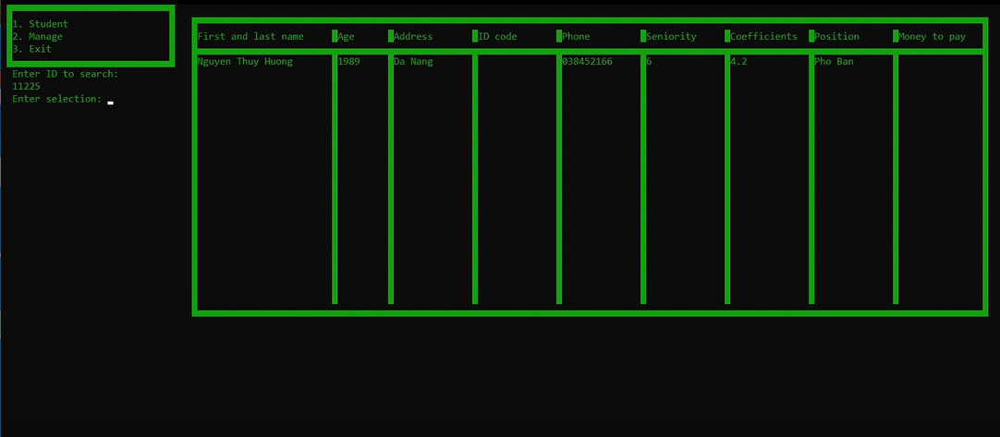 1. Student
2. Manage
3. Exit
Enter ID to search:
11225
Enter selection:
First and last name Age Address ID code Phone Seniority Coefficients Position Money to pay
Nguyen Thuy Huong 1989 Da Nang 038452166 6 4.2 Pho Ban